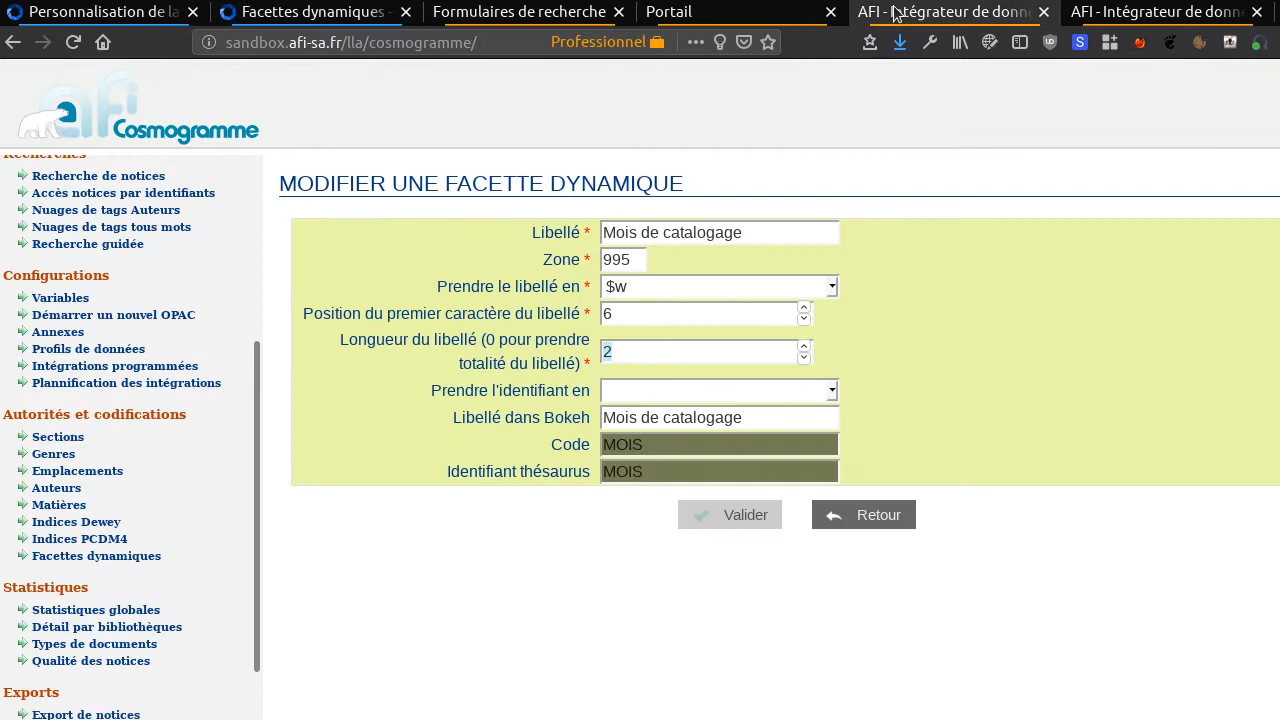 Personnalisation de la
Facettes dynamiques -
Formulaires de recherche
Portail
AFI - Intégrateur de donn
AFI - Intégrateur de donn
sandbox.afi-sa.fr/lla/cosmogramme/
Professionnel
afi
Cosmogramme
Recherches
Recherche de notices
Accès notices par identifiants
Nuages de tags Auteurs
Nuages de tags tous mots
Recherche guidée
Configurations
Variables
Démarrer un nouvel OPAC
Annexes
Profils de données
Intégrations programmées
Plannification des intégrations
Autorités et codifications
Sections
Genres
Emplacements
Auteurs
Matières
Indices Dewey
Indices PCDM4
Facettes dynamiques
Statistiques
Statistiques globales
Détail par bibliothèques
Types de documents
Qualité des notices
Exports
Export de notices
MODIFIER UNE FACETTE DYNAMIQUE
Libellé * Mois de catalogage
Zone * 995
Prendre le libellé en * $w
Position du premier caractère du libellé * 6
Longueur du libellé (0 pour prendre
totalité du libellé) * 2
Prendre l'identifiant en
Libellé dans Bokeh Mois de catalogage
Code MOIS
Identifiant thésaurus MOIS
Valider
Retour